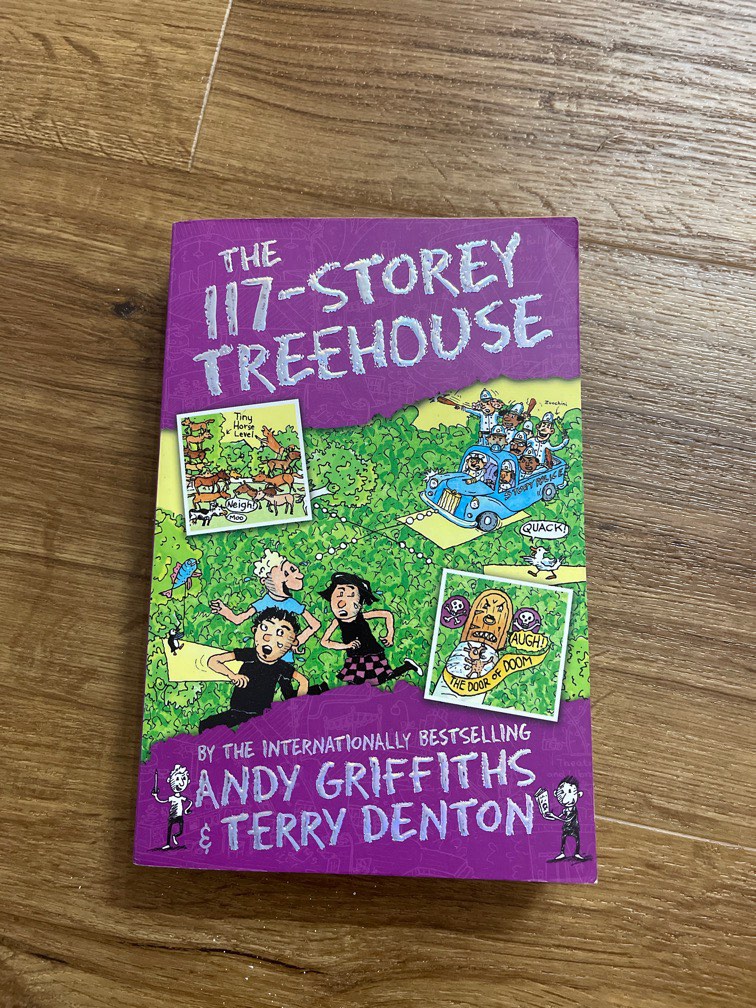 THE
117-STOREY
TREEHOUSE
Tiny
Horse
Level
Neigh!
MOO
QUACK!
AUGH!
THE DOOR OF DOOM
BY THE INTERNATIONALLY BESTSELLING
ANDY GRIFFITHS
& TERRY DENTON